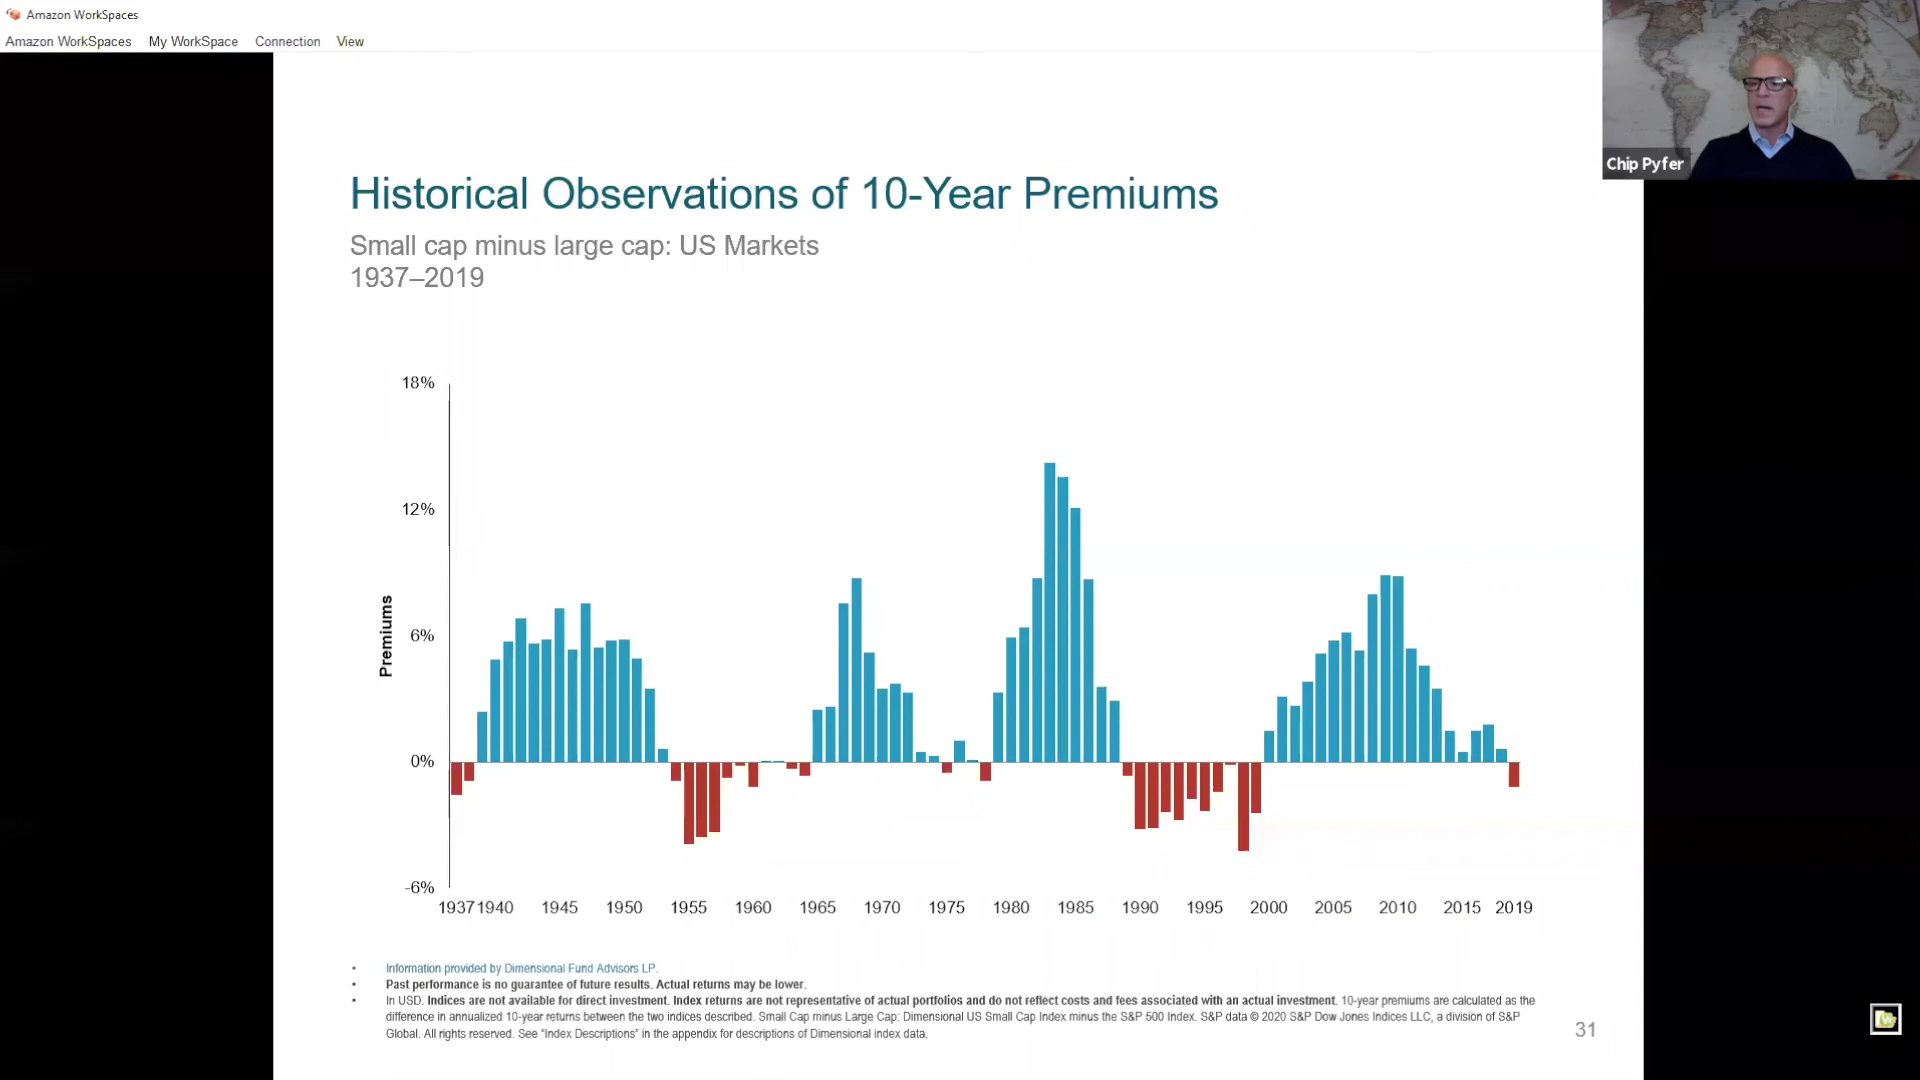 Amazon WorkSpaces
Amazon WorkSpaces My WorkSpace Connection View
Chip Pyfer
Historical Observations of 10-Year Premiums
Small cap minus large cap: US Markets
1937–2019
18%
12%
6%
0%
-6%
Premiums
1937 1940 1945 1950 1955 1960 1965 1970 1975 1980 1985 1990 1995 2000 2005 2010 2015 2019
• Information provided by Dimensional Fund Advisors LP.
• Past performance is no guarantee of future results. Actual returns may be lower.
• In USD. Indices are not available for direct investment. Index returns are not representative of actual portfolios and do not reflect costs and fees associated with an actual investment. 10-year premiums are calculated as the
difference in annualized 10-year returns between the two indices described. Small Cap minus Large Cap: Dimensional US Small Cap Index minus the S&P 500 Index. S&P data © 2020 S&P Dow Jones Indices LLC, a division of S&P
Global. All rights reserved. See “Index Descriptions” in the appendix for descriptions of Dimensional index data.
31